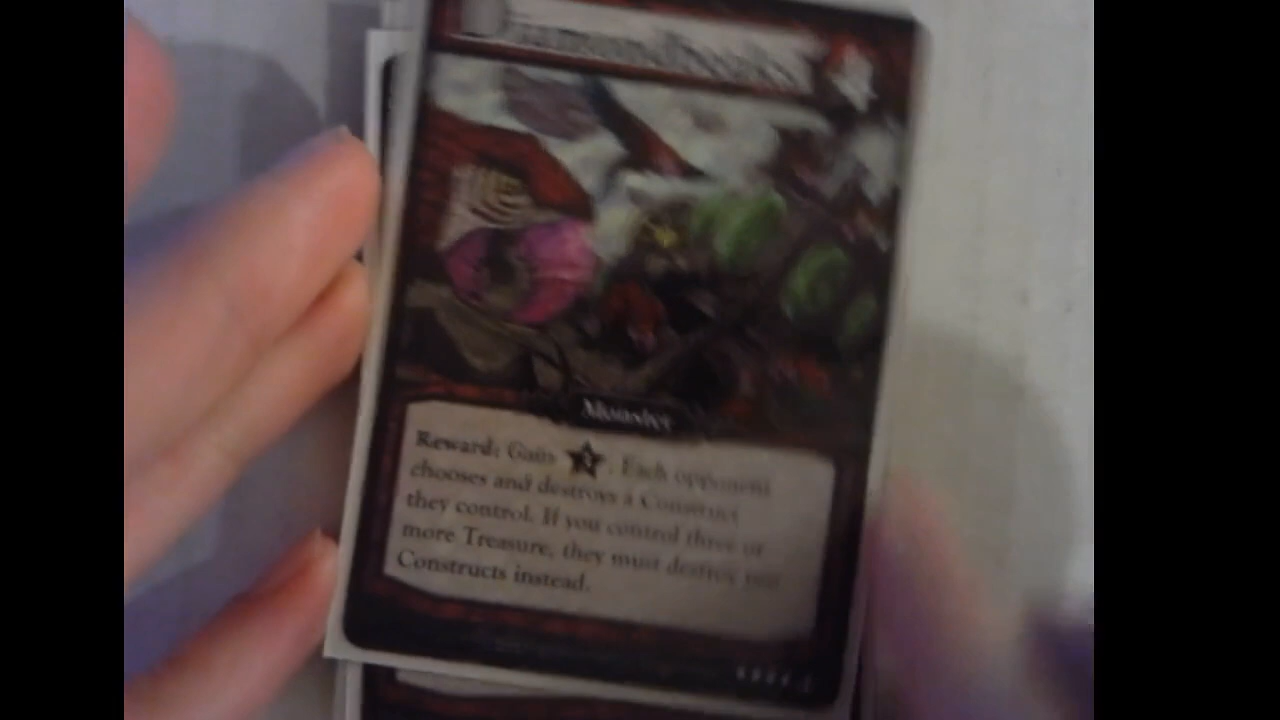 Monster
Reward: Gain 3. Each opponent
chooses and destroys a Construct
they control. If you control three or
more Treasure, they must destroy two
Constructs instead.